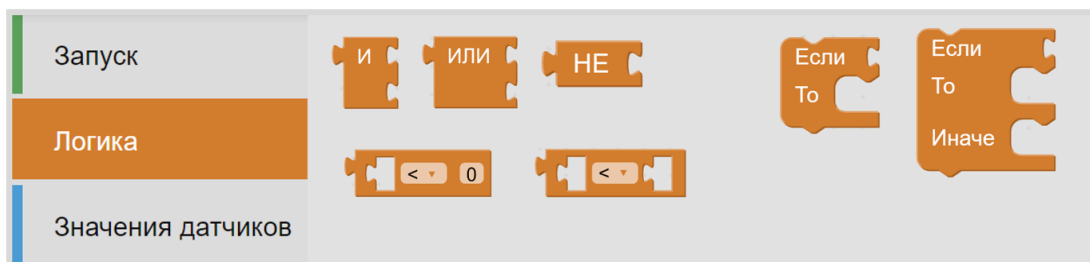 Запуск
Логика
Значения датчиков
И
ИЛИ
НЕ
< 0
<
Если
То
Если
То
Иначе